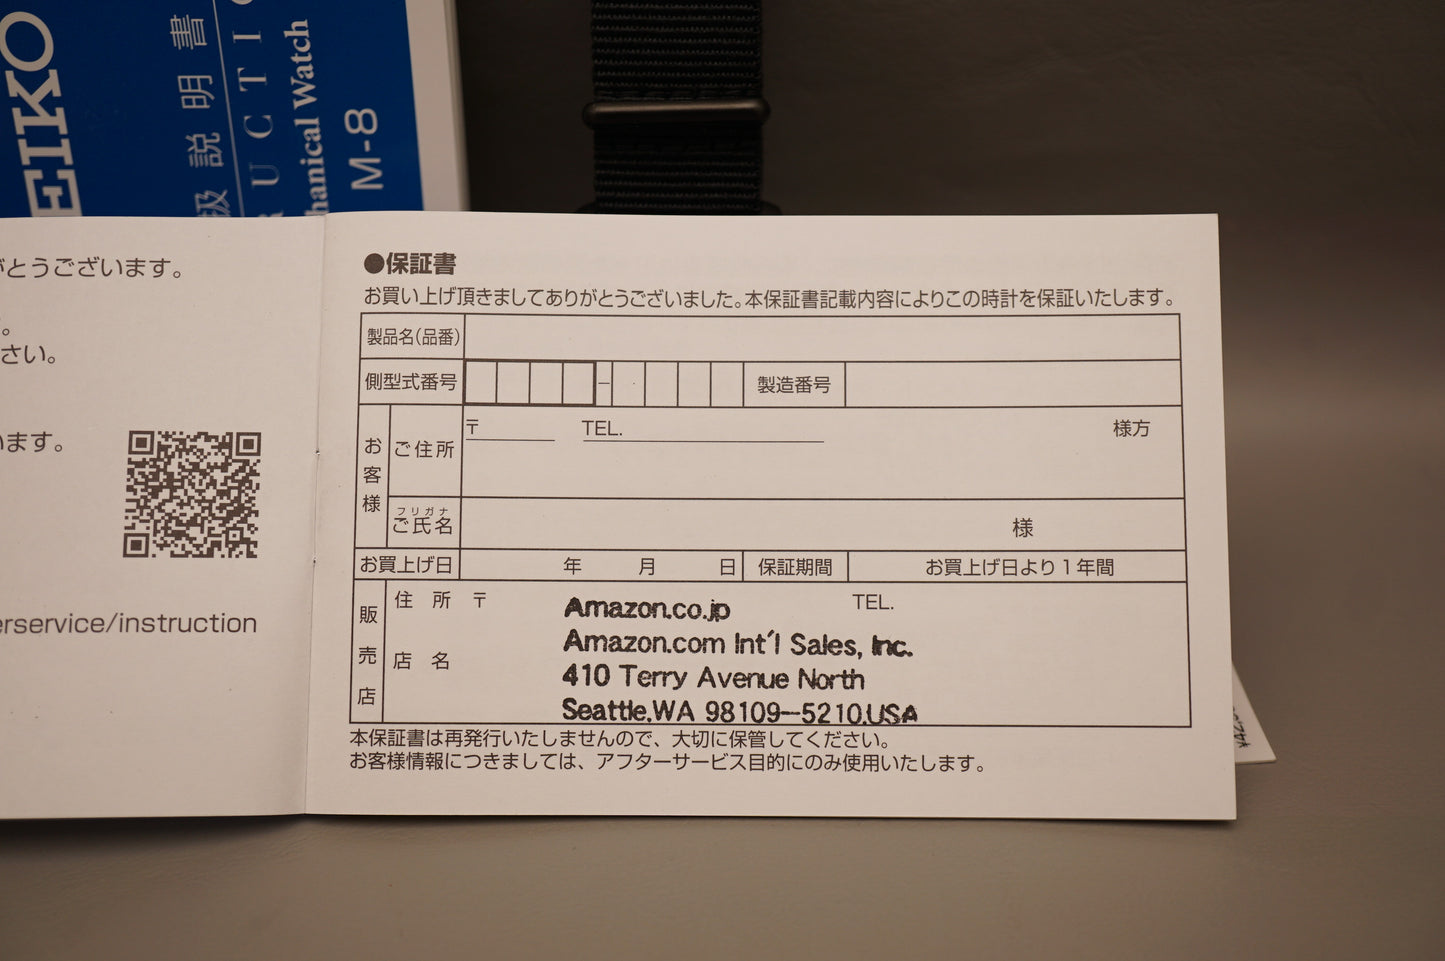 SEIKO
扱説明書
RUCTIO
hanical Watch
M-8
がとうございます。
。
さい。
います。
erservice/instruction
●保証書
お買い上げ頂きましてありがとうございました。本保証書記載内容によりこの時計を保証いたします。
製品名(品番)
側型式番号 - 製造番号
お客様
ご住所 〒 TEL. 様方
フリガナ
ご氏名 様
お買上げ日 年 月 日 保証期間 お買上げ日より1年間
販売店
住所 〒 TEL.
店名
Amazon.co.jp
Amazon.com Int'l Sales, Inc.
410 Terry Avenue North
Seattle.WA 98109-5210.USA
本保証書は再発行いたしませんので、大切に保管してください。
お客様情報につきましては、アフターサービス目的にのみ使用いたします。